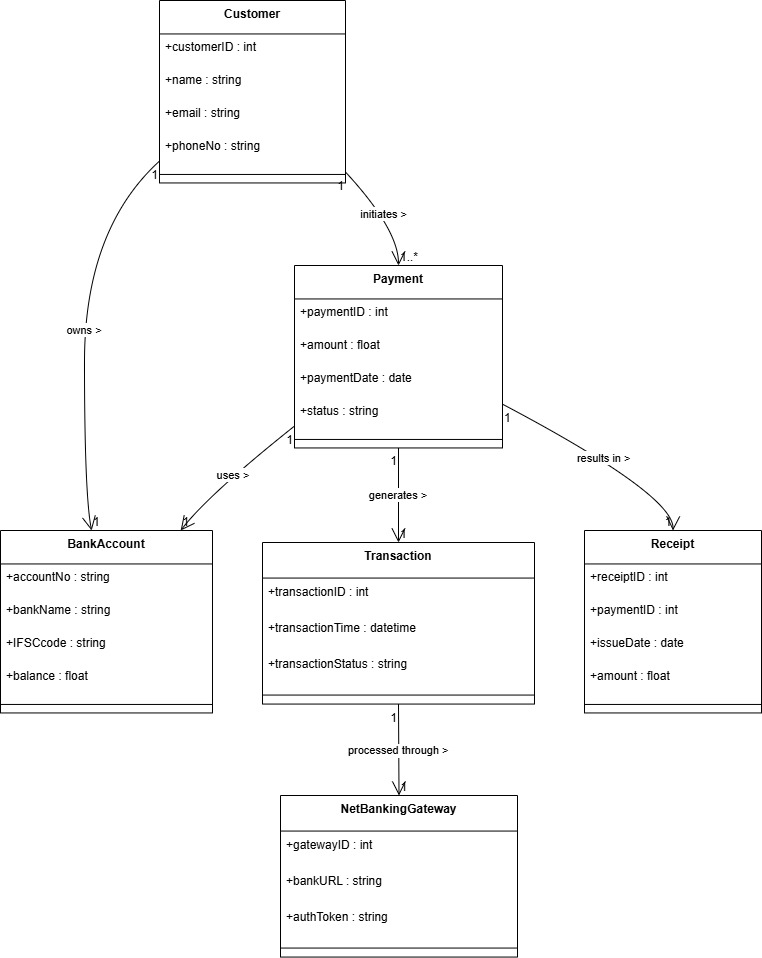 Customer
+customerID : int
+name : string
+email : string
+phoneNo : string
1
1
initiates >
1..*
owns >
Payment
+paymentID : int
+amount : float
+paymentDate : date
+status : string
1
1
1
uses >
generates >
results in >
1
1
1
1
BankAccount
+accountNo : string
+bankName : string
+IFSCcode : string
+balance : float
Transaction
+transactionID : int
+transactionTime : datetime
+transactionStatus : string
Receipt
+receiptID : int
+paymentID : int
+issueDate : date
+amount : float
1
processed through >
1
NetBankingGateway
+gatewayID : int
+bankURL : string
+authToken : string